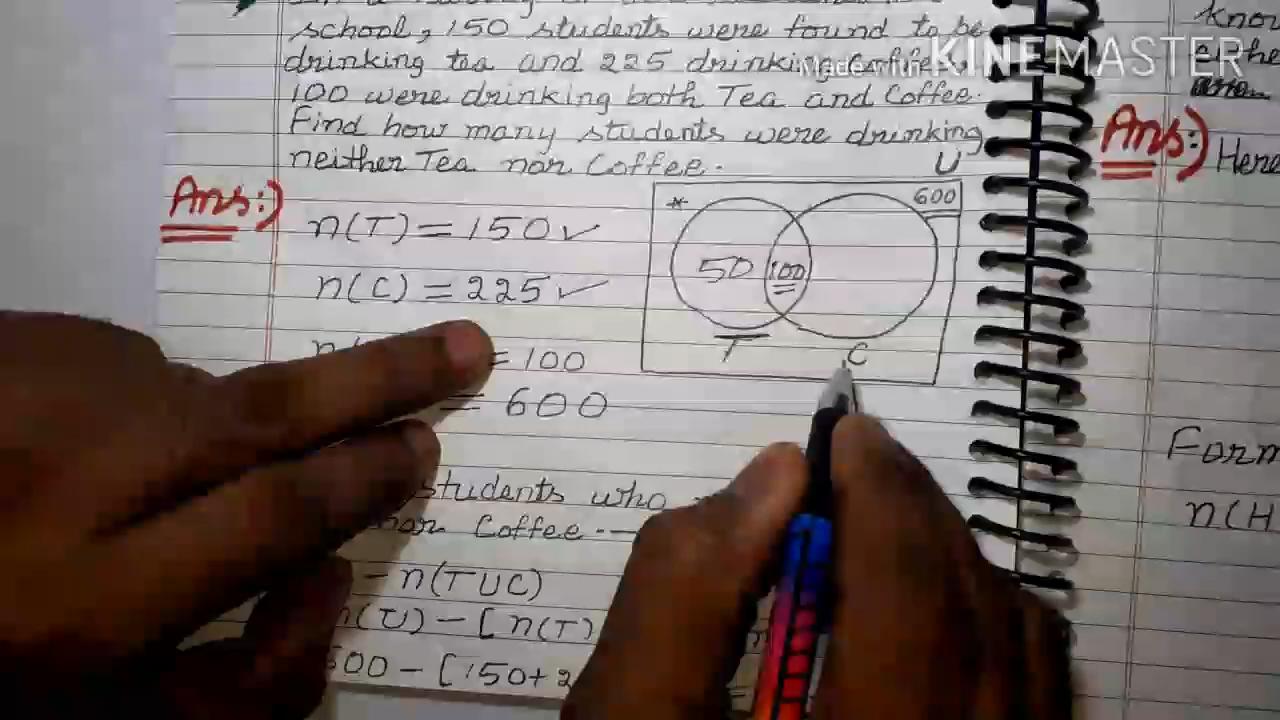 school, 150 students were found to be
drinking tea and 225 drinking Coffee,
100 were drinking both Tea and Coffee.
Find how many students were drinking
neither Tea nor Coffee.
Made with KINEMASTER
Ans:)
n(T) = 150 ✓
n(C) = 225 ✓
= 100
= 600
U
600
*
50
100
T
C
students who
nor Coffee
- n(TUC)
n(U) - [n(T)
600 - [150+2
Ans:)
Here
Form
n(H